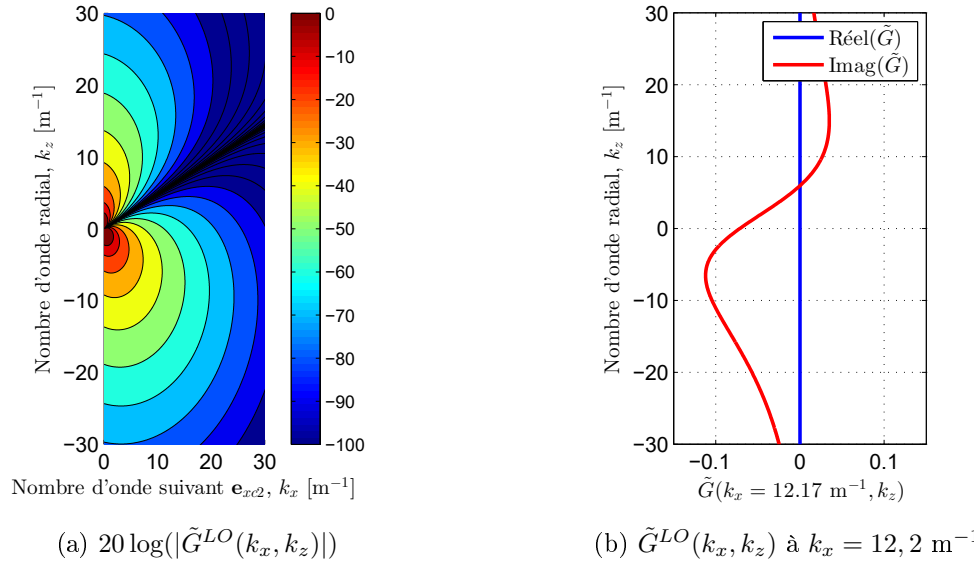 30
20
10
0
−10
−20
−30
0 10 20 30
Nombre d'onde radial, k_z [m^{-1}]
Nombre d'onde suivant e_{xc2}, k_x [m^{-1}]
0
−10
−20
−30
−40
−50
−60
−70
−80
−90
−100
(a) 20 log(|G̃^{LO}(k_x, k_z)|)
30
20
10
0
−10
−20
−30
−0.1 0 0.1
Nombre d'onde radial, k_z [m^{-1}]
Réel(G̃)
Imag(G̃)
G̃(k_x = 12.17 m^{-1}, k_z)
(b) G̃^{LO}(k_x, k_z) à k_x = 12, 2 m^{-1}